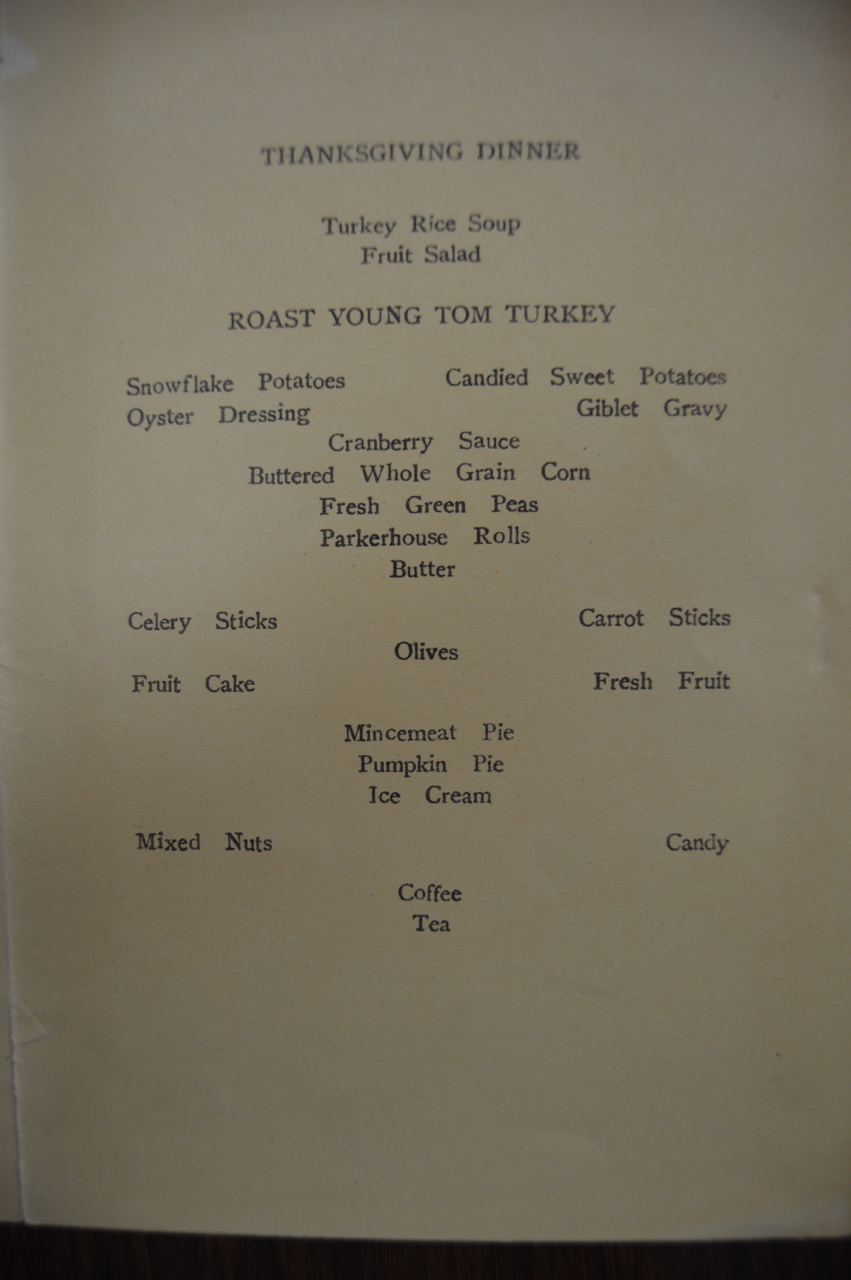 THANKSGIVING DINNER
Turkey Rice Soup
Fruit Salad
ROAST YOUNG TOM TURKEY
Snowflake Potatoes Candied Sweet Potatoes
Oyster Dressing Giblet Gravy
Cranberry Sauce
Buttered Whole Grain Corn
Fresh Green Peas
Parkerhouse Rolls
Butter
Celery Sticks Carrot Sticks
Olives
Fruit Cake Fresh Fruit
Mincemeat Pie
Pumpkin Pie
Ice Cream
Mixed Nuts Candy
Coffee
Tea